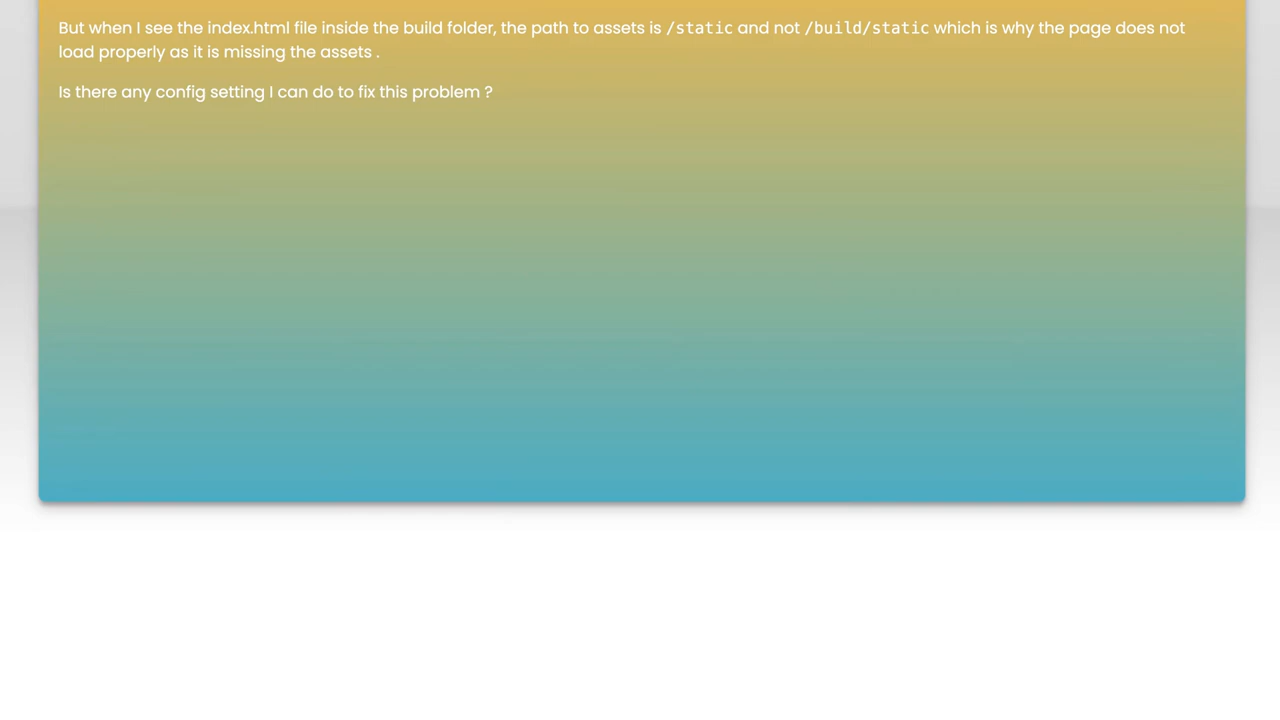 But when I see the index.html file inside the build folder, the path to assets is /static and not /build/static which is why the page does not
load properly as it is missing the assets .
Is there any config setting I can do to fix this problem ?